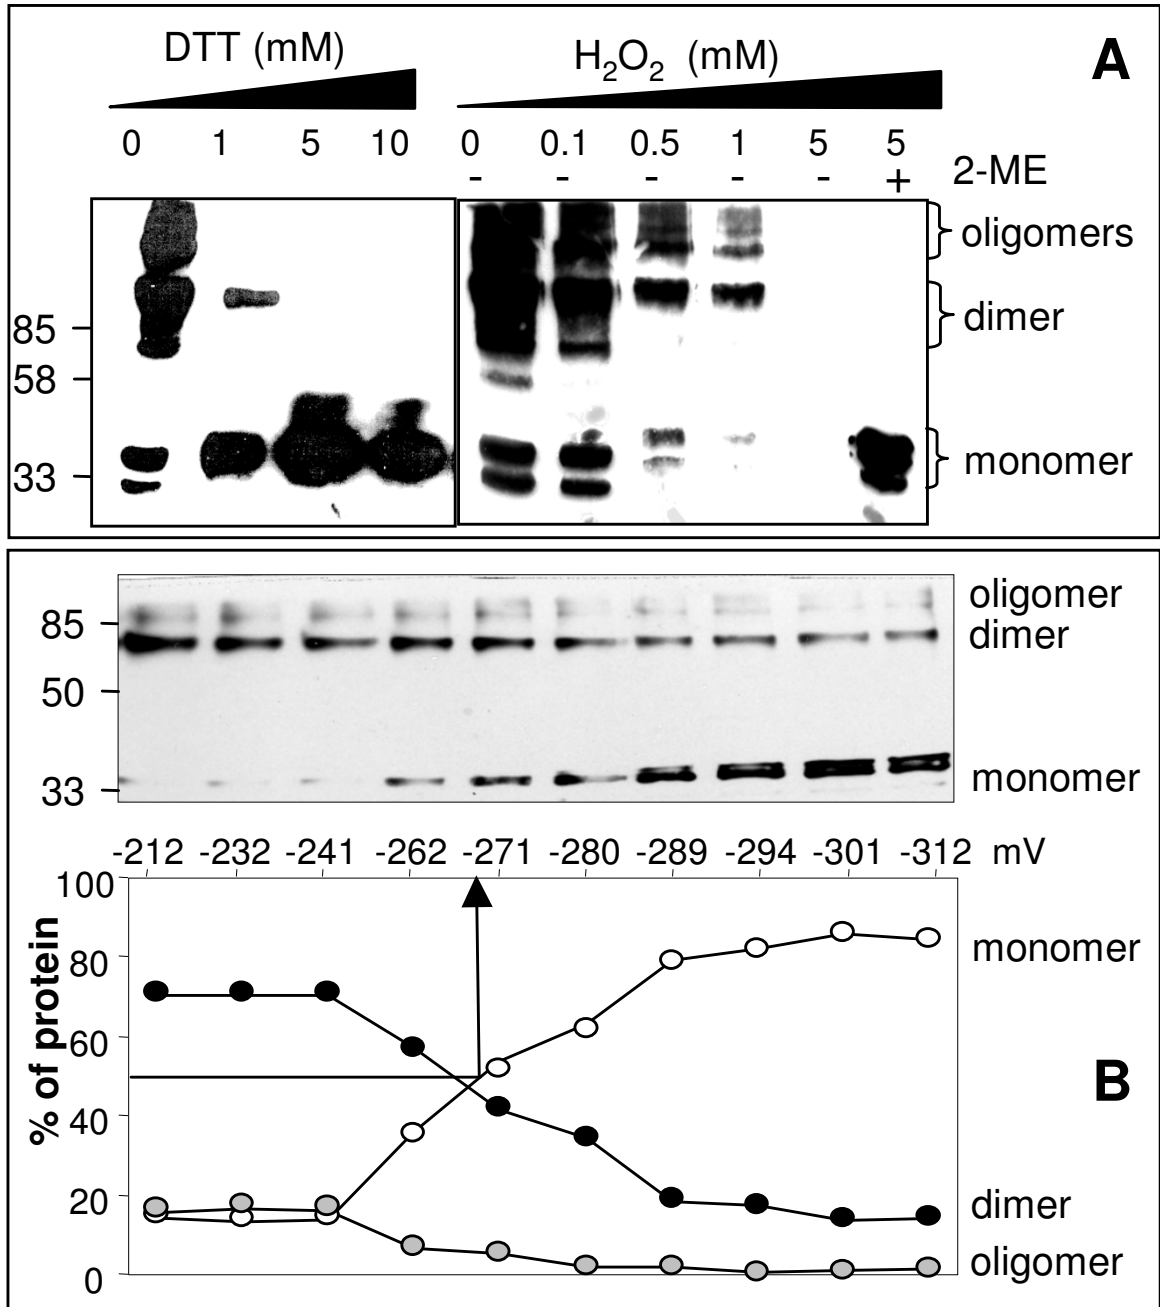 DTT (mM)
H₂O₂ (mM)
A
0 1 5 10
0 0.1 0.5 1 5 5
- - - - - + 2-ME
oligomers
dimer
85
58
monomer
33
oligomer
85
dimer
50
monomer
33
-212 -232 -241 -262 -271 -280 -289 -294 -301 -312 mV
100
monomer
80
60
B
% of protein
40
20
dimer
oligomer
0